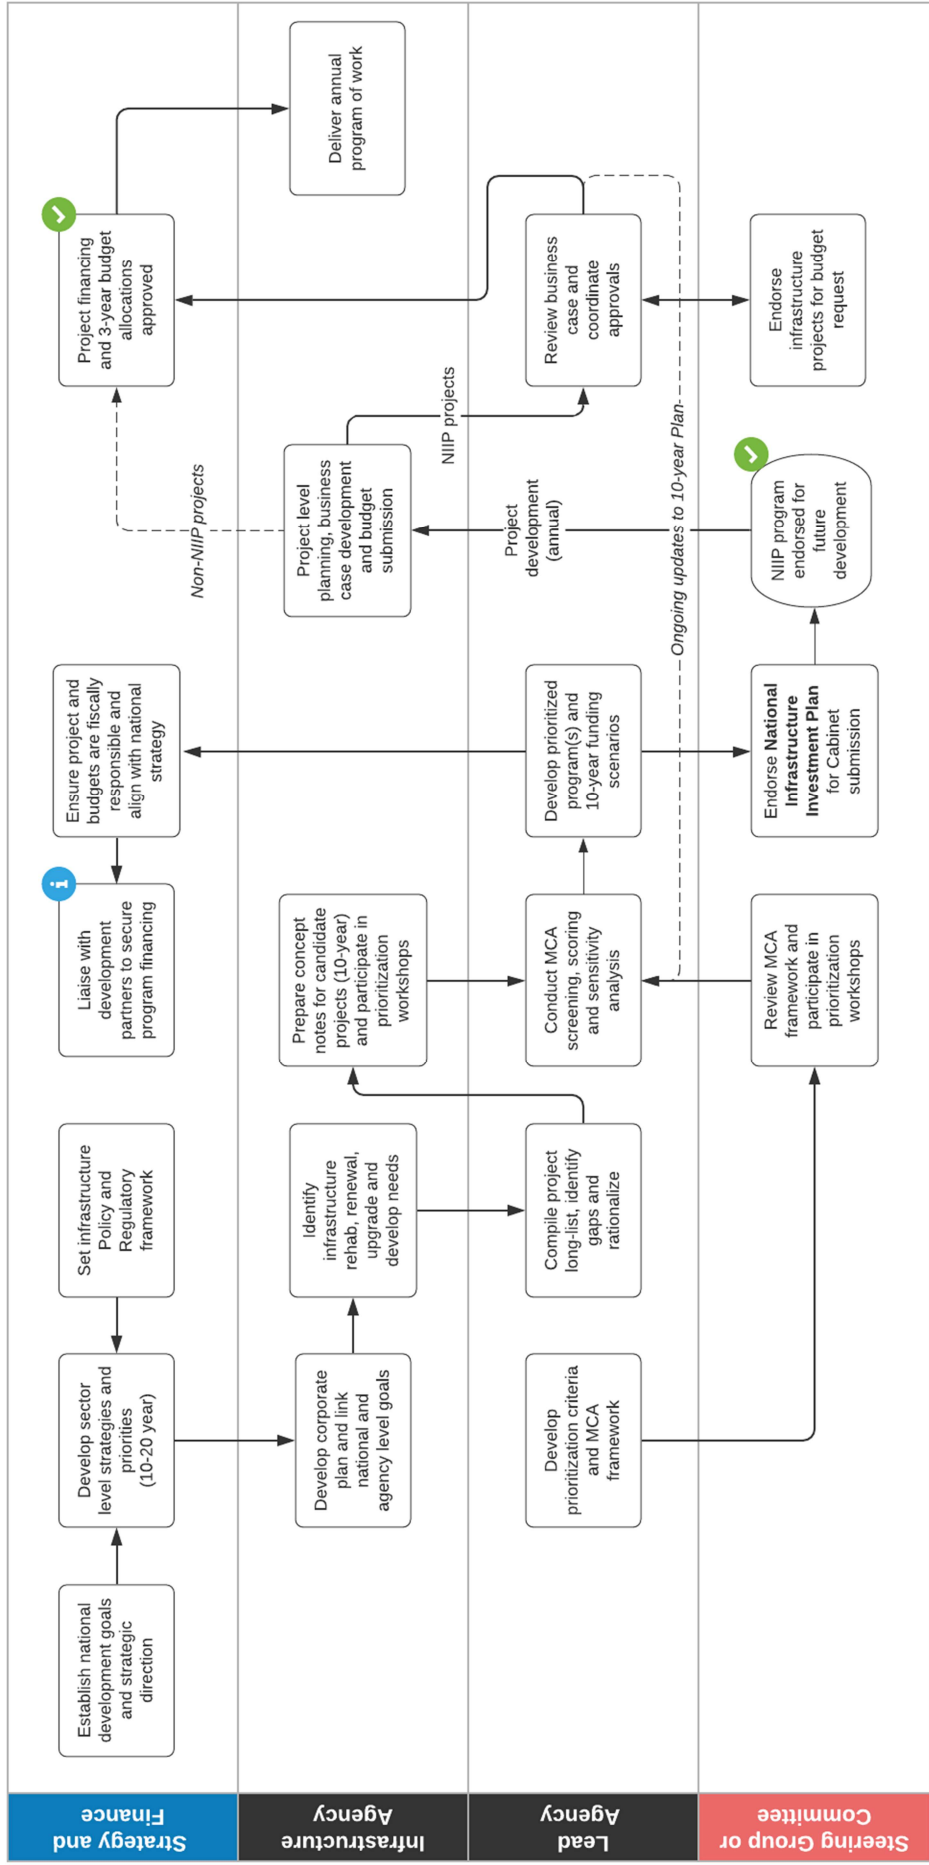 Strategy and
Finance
Establish national
development goals
and strategic
direction
Develop sector
level strategies and
priorities
(10-20 year)
Set infrastructure
Policy and
Regulatory
framework
Liaise with
development
partners to secure
program financing
Ensure project and
budgets are fiscally
responsible and
align with national
strategy
Non-NIIP projects
Project financing
and 3-year budget
allocations
approved
Infrastructure
Agency
Develop corporate
plan and link
national and
agency level goals
Identify
infrastructure
rehab, renewal,
upgrade and
develop needs
Prepare concept
notes for candidate
projects (10-year)
and participate in
prioritization
workshops
Project level
planning, business
case development
and budget
submission
NIIP projects
Deliver annual
program of work
Lead
Agency
Develop
prioritization criteria
and MCA
framework
Compile project
long-list, identify
gaps and
rationalize
Conduct MCA
screening, scoring
and sensitivity
analysis
Develop prioritized
program(s) and
10-year funding
scenarios
Project
development
(annual)
Review business
case and
coordinate
approvals
Ongoing updates to 10-year Plan
Steering Group or
Committee
Review MCA
framework and
participate in
prioritization
workshops
Endorse National
Infrastructure
Investment Plan
for Cabinet
submission
NIIP program
endorsed for
future
development
Endorse
infrastructure
projects for budget
request